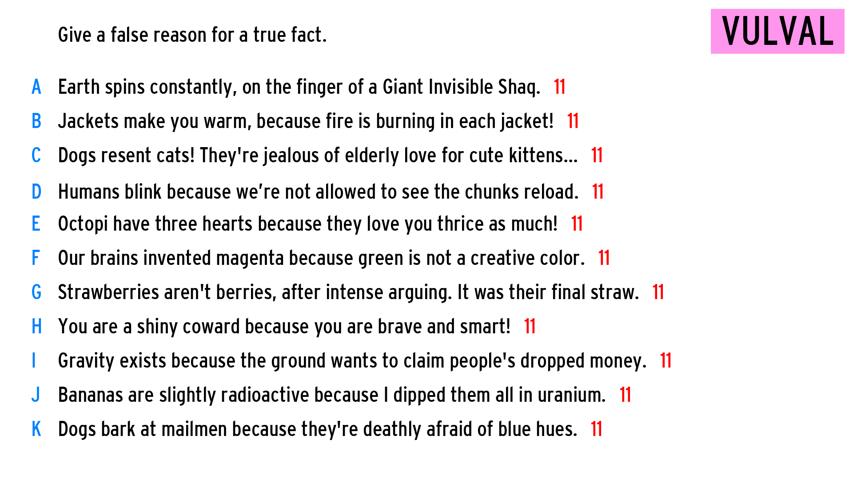 Give a false reason for a true fact.
VULVAL
A Earth spins constantly, on the finger of a Giant Invisible Shaq. 11
B Jackets make you warm, because fire is burning in each jacket! 11
C Dogs resent cats! They're jealous of elderly love for cute kittens... 11
D Humans blink because we’re not allowed to see the chunks reload. 11
E Octopi have three hearts because they love you thrice as much! 11
F Our brains invented magenta because green is not a creative color. 11
G Strawberries aren't berries, after intense arguing. It was their final straw. 11
H You are a shiny coward because you are brave and smart! 11
I Gravity exists because the ground wants to claim people's dropped money. 11
J Bananas are slightly radioactive because I dipped them all in uranium. 11
K Dogs bark at mailmen because they're deathly afraid of blue hues. 11